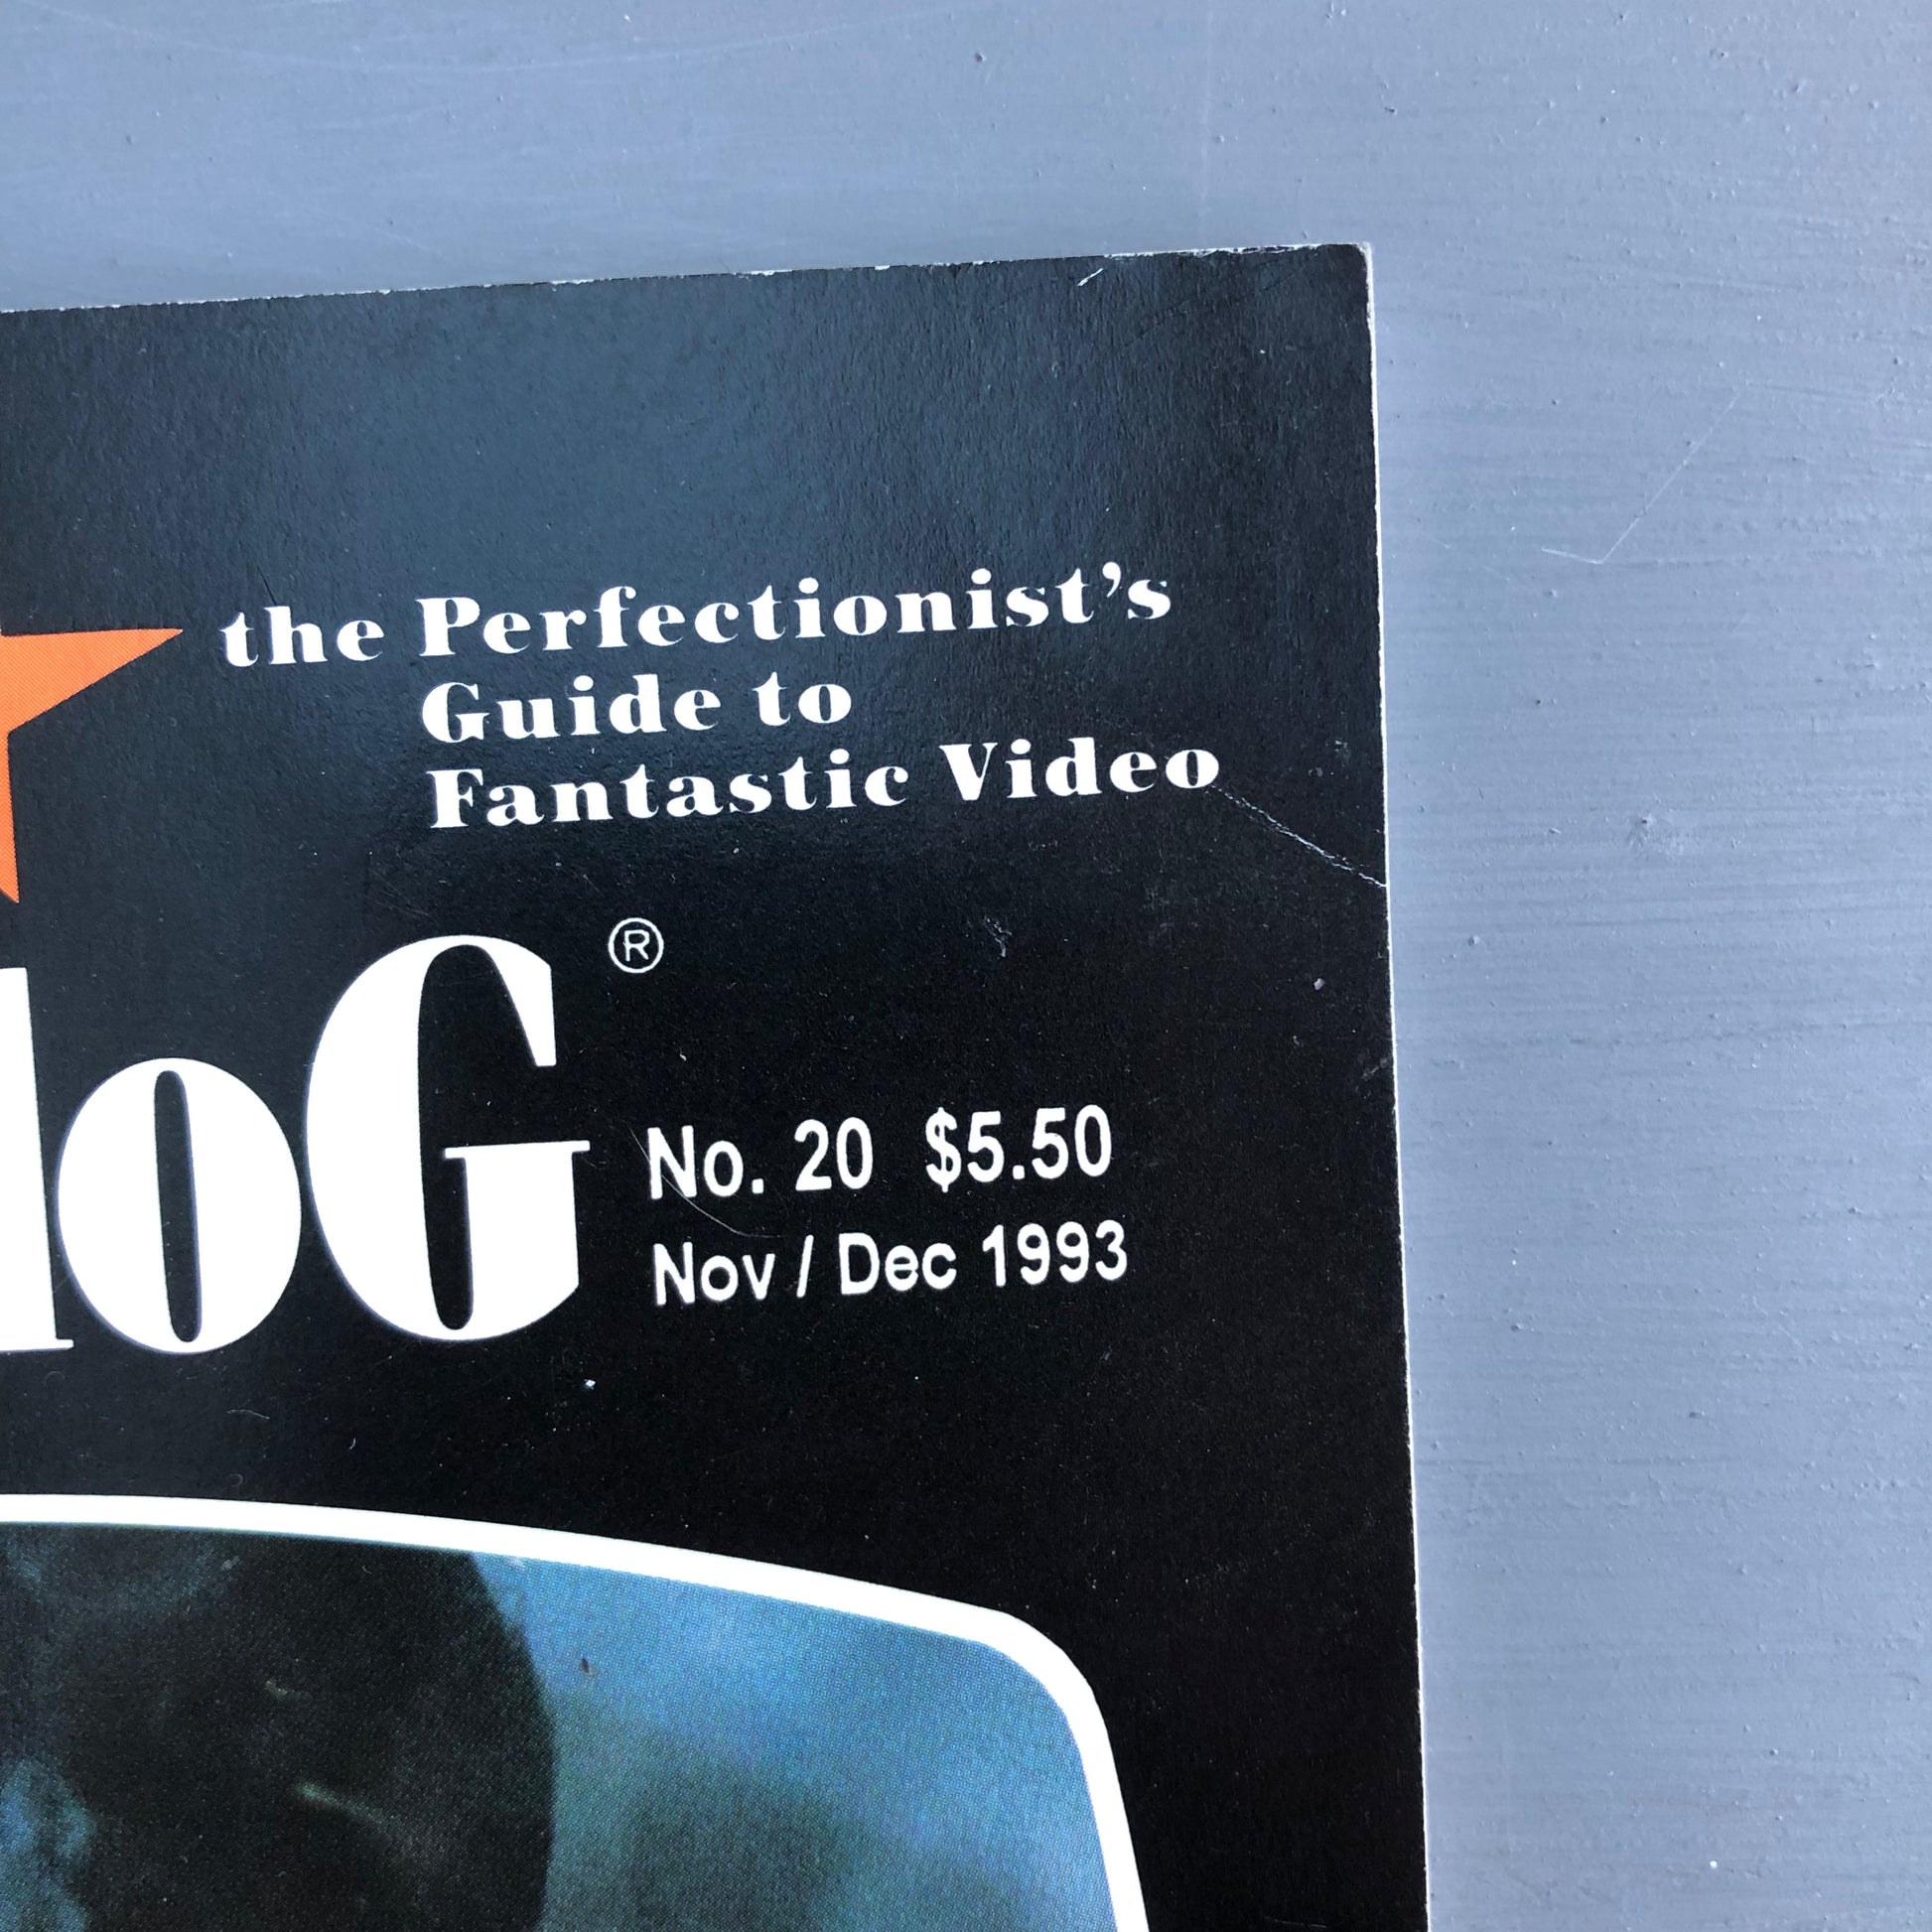 the Perfectionist's
Guide to
Fantastic Video
loG®
No. 20 $5.50
Nov / Dec 1993